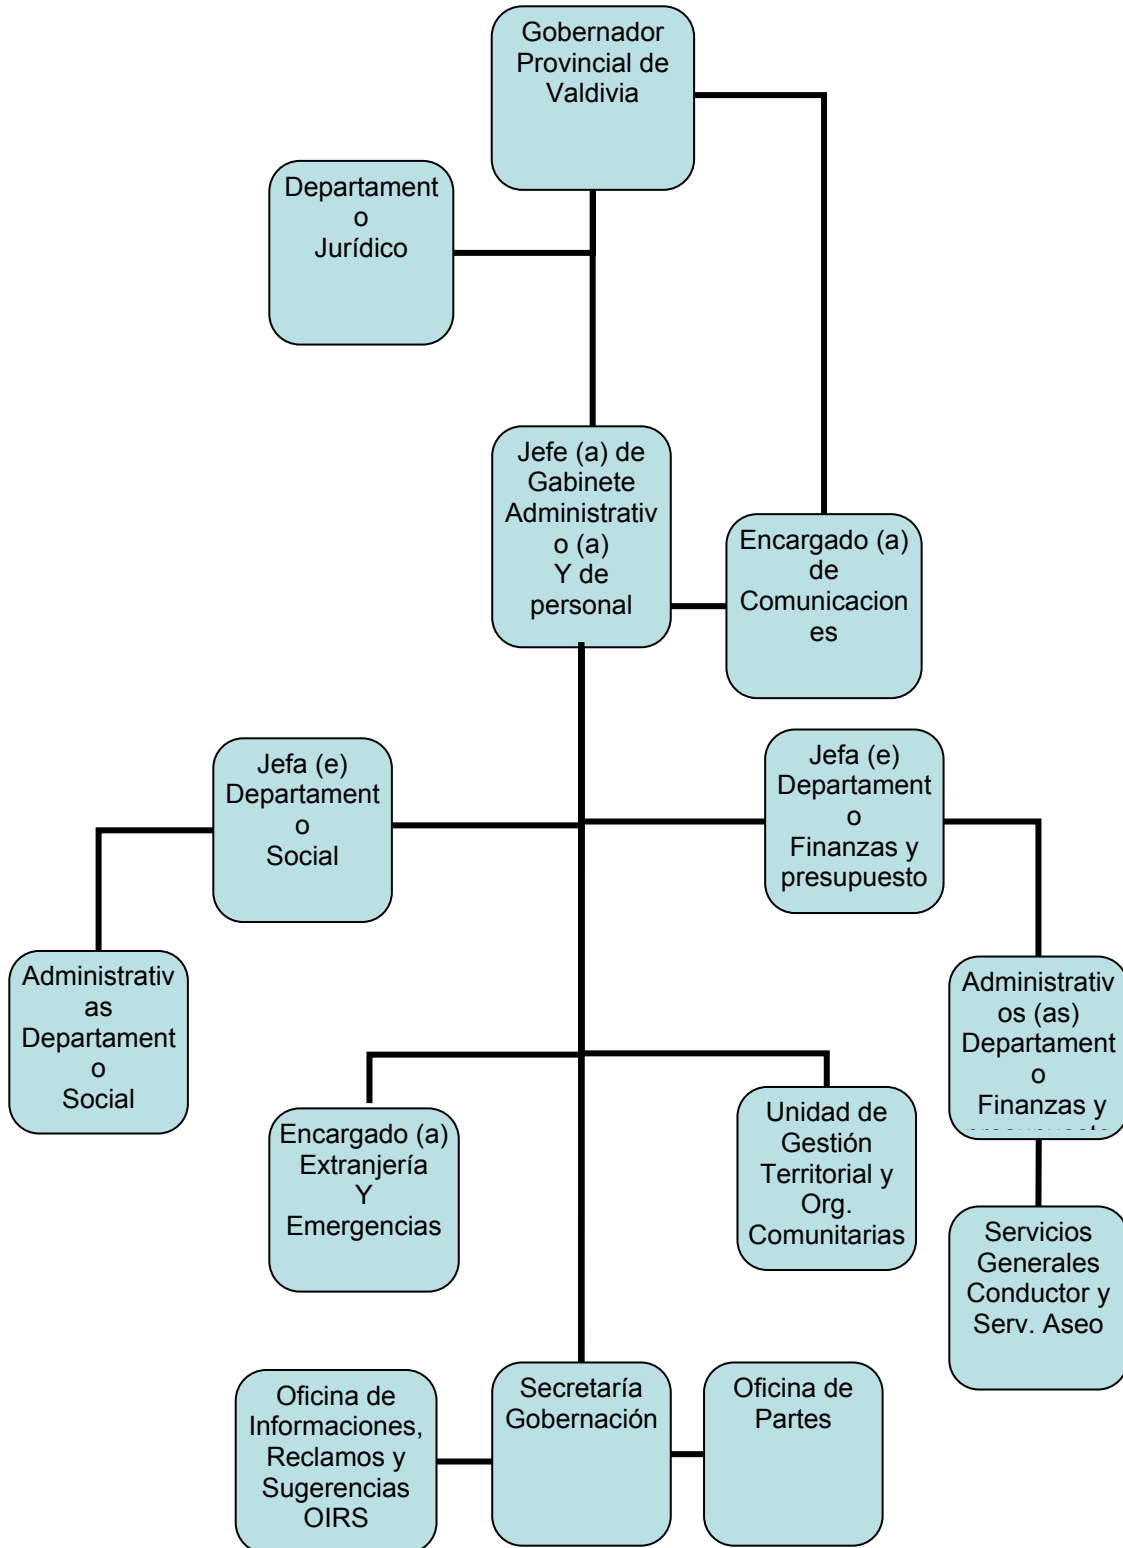 Gobernador
Provincial de
Valdivia
Departament
o
Jurídico
Jefe (a) de
Gabinete
Administrativ
o (a)
Y de
personal
Encargado (a)
de
Comunicacion
es
Jefa (e)
Departament
o
Social
Jefa (e)
Departament
o
Finanzas y
presupuesto
Administrativ
as
Departament
o
Social
Administrativ
os (as)
Departament
o
Finanzas y
presupuesto
Encargado (a)
Extranjería
Y
Emergencias
Unidad de
Gestión
Territorial y
Org.
Comunitarias
Servicios
Generales
Conductor y
Serv. Aseo
Oficina de
Informaciones,
Reclamos y
Sugerencias
OIRS
Secretaría
Gobernación
Oficina de
Partes